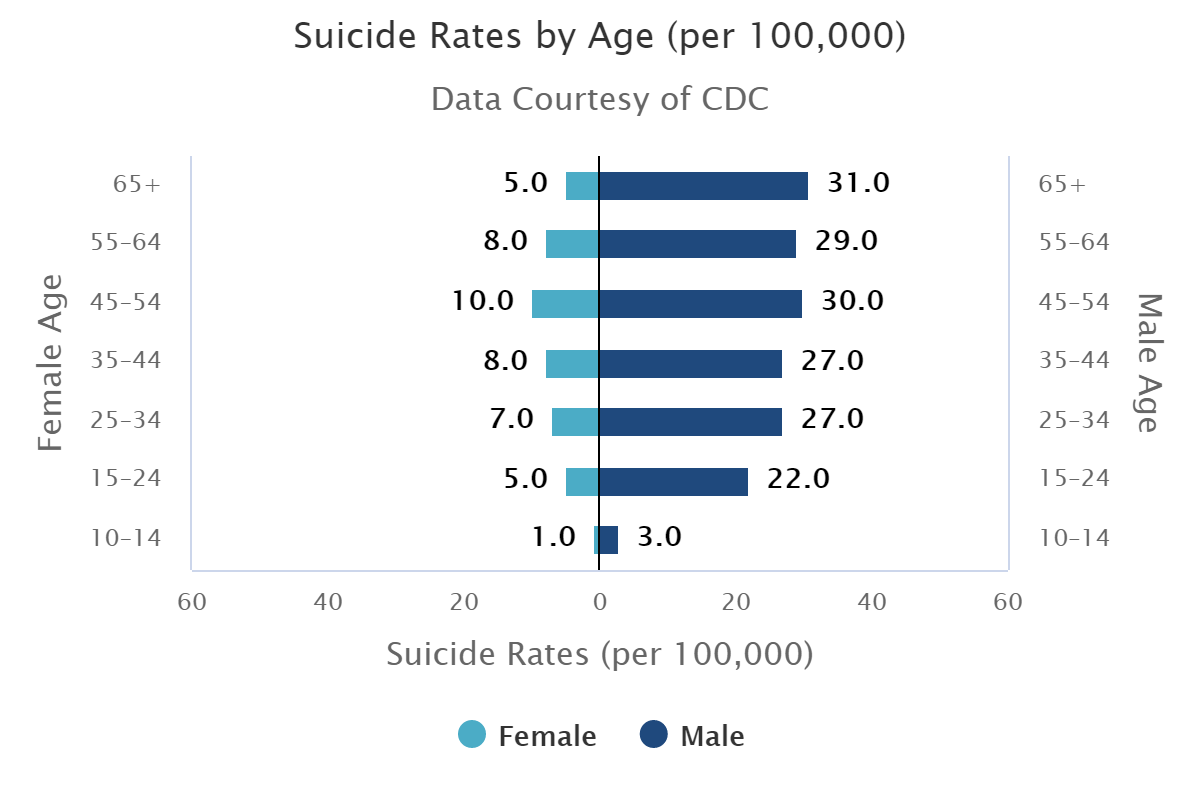 Suicide Rates by Age (per 100,000)
Data Courtesy of CDC
65+ 5.0 31.0 65+
55-64 8.0 29.0 55-64
45-54 10.0 30.0 45-54
35-44 8.0 27.0 35-44
25-34 7.0 27.0 25-34
15-24 5.0 22.0 15-24
10-14 1.0 3.0 10-14
Female Age
Male Age
60 40 20 0 20 40 60
Suicide Rates (per 100,000)
Female Male